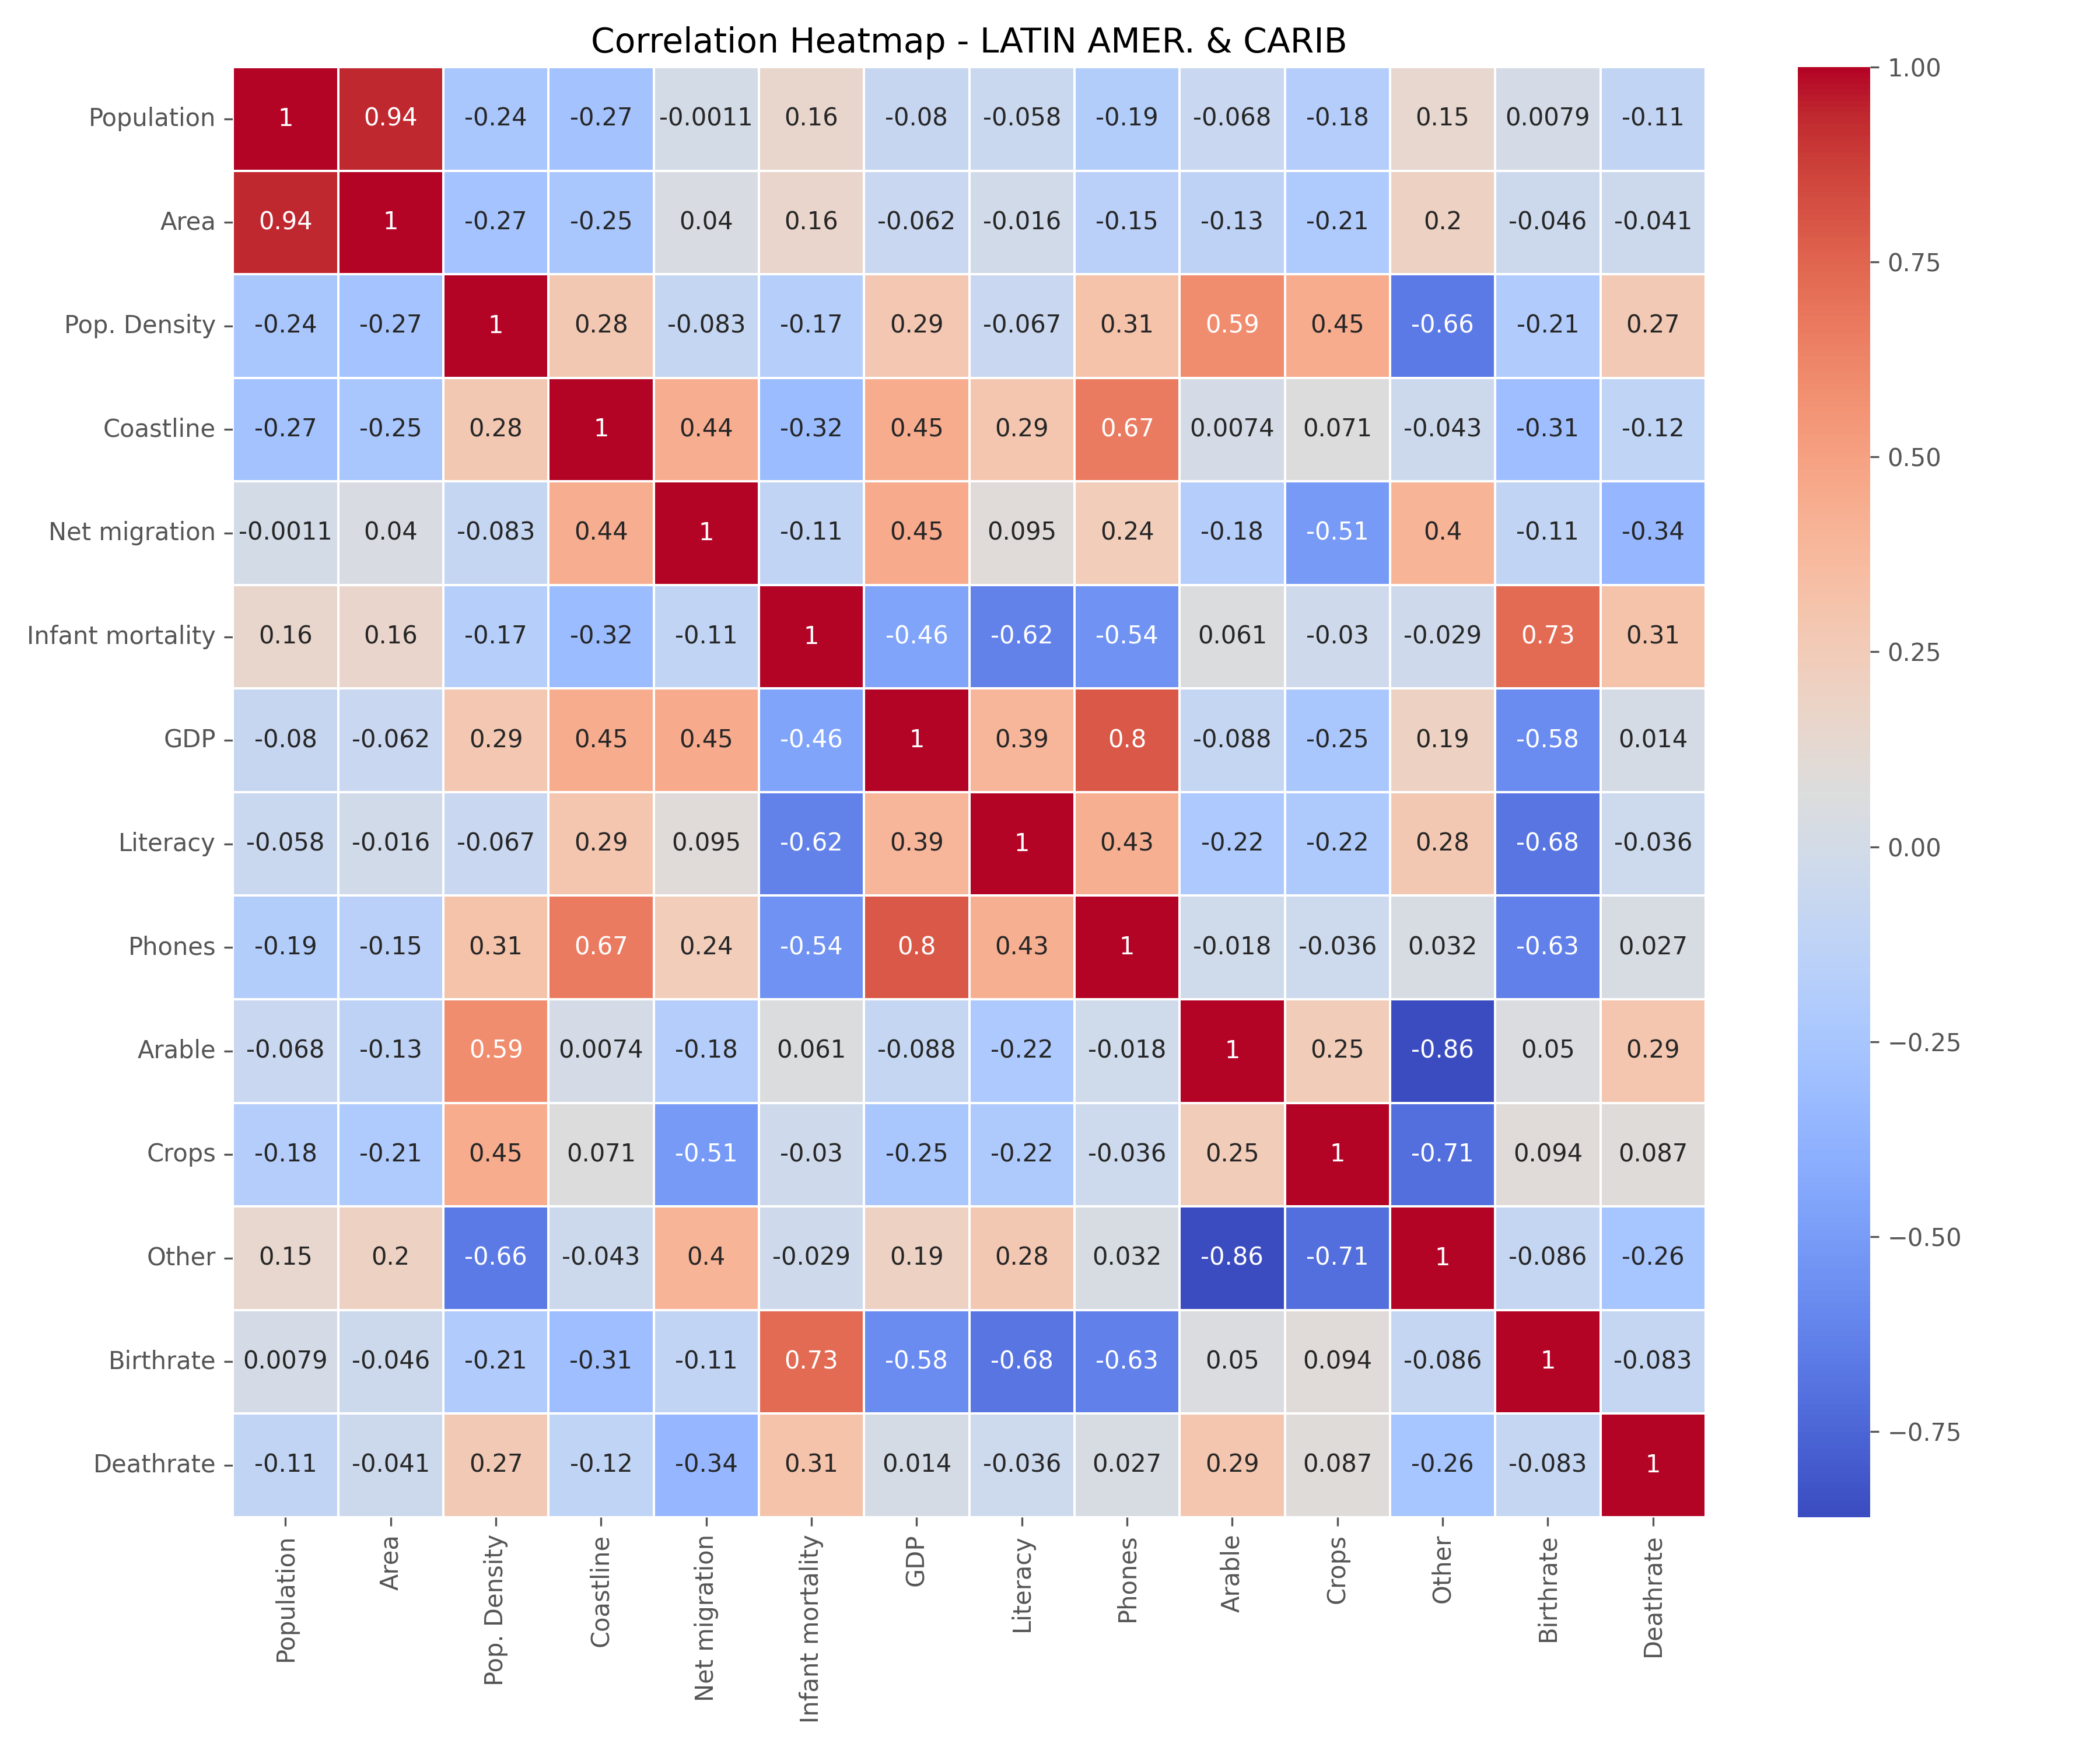 Correlation Heatmap - LATIN AMER. & CARIB
Population 1 0.94 -0.24 -0.27 -0.0011 0.16 -0.08 -0.058 -0.19 -0.068 -0.18 0.15 0.0079 -0.11
Area 0.94 1 -0.27 -0.25 0.04 0.16 -0.062 -0.016 -0.15 -0.13 -0.21 0.2 -0.046 -0.041
Pop. Density -0.24 -0.27 1 0.28 -0.083 -0.17 0.29 -0.067 0.31 0.59 0.45 -0.66 -0.21 0.27
Coastline -0.27 -0.25 0.28 1 0.44 -0.32 0.45 0.29 0.67 0.0074 0.071 -0.043 -0.31 -0.12
Net migration -0.0011 0.04 -0.083 0.44 1 -0.11 0.45 0.095 0.24 -0.18 -0.51 0.4 -0.11 -0.34
Infant mortality 0.16 0.16 -0.17 -0.32 -0.11 1 -0.46 -0.62 -0.54 0.061 -0.03 -0.029 0.73 0.31
GDP -0.08 -0.062 0.29 0.45 0.45 -0.46 1 0.39 0.8 -0.088 -0.25 0.19 -0.58 0.014
Literacy -0.058 -0.016 -0.067 0.29 0.095 -0.62 0.39 1 0.43 -0.22 -0.22 0.28 -0.68 -0.036
Phones -0.19 -0.15 0.31 0.67 0.24 -0.54 0.8 0.43 1 -0.018 -0.036 0.032 -0.63 0.027
Arable -0.068 -0.13 0.59 0.0074 -0.18 0.061 -0.088 -0.22 -0.018 1 0.25 -0.86 0.05 0.29
Crops -0.18 -0.21 0.45 0.071 -0.51 -0.03 -0.25 -0.22 -0.036 0.25 1 -0.71 0.094 0.087
Other 0.15 0.2 -0.66 -0.043 0.4 -0.029 0.19 0.28 0.032 -0.86 -0.71 1 -0.086 -0.26
Birthrate 0.0079 -0.046 -0.21 -0.31 -0.11 0.73 -0.58 -0.68 -0.63 0.05 0.094 -0.086 1 -0.083
Deathrate -0.11 -0.041 0.27 -0.12 -0.34 0.31 0.014 -0.036 0.027 0.29 0.087 -0.26 -0.083 1
Population Area Pop. Density Coastline Net migration Infant mortality GDP Literacy Phones Arable Crops Other Birthrate Deathrate
1.00
0.75
0.50
0.25
0.00
−0.25
−0.50
−0.75